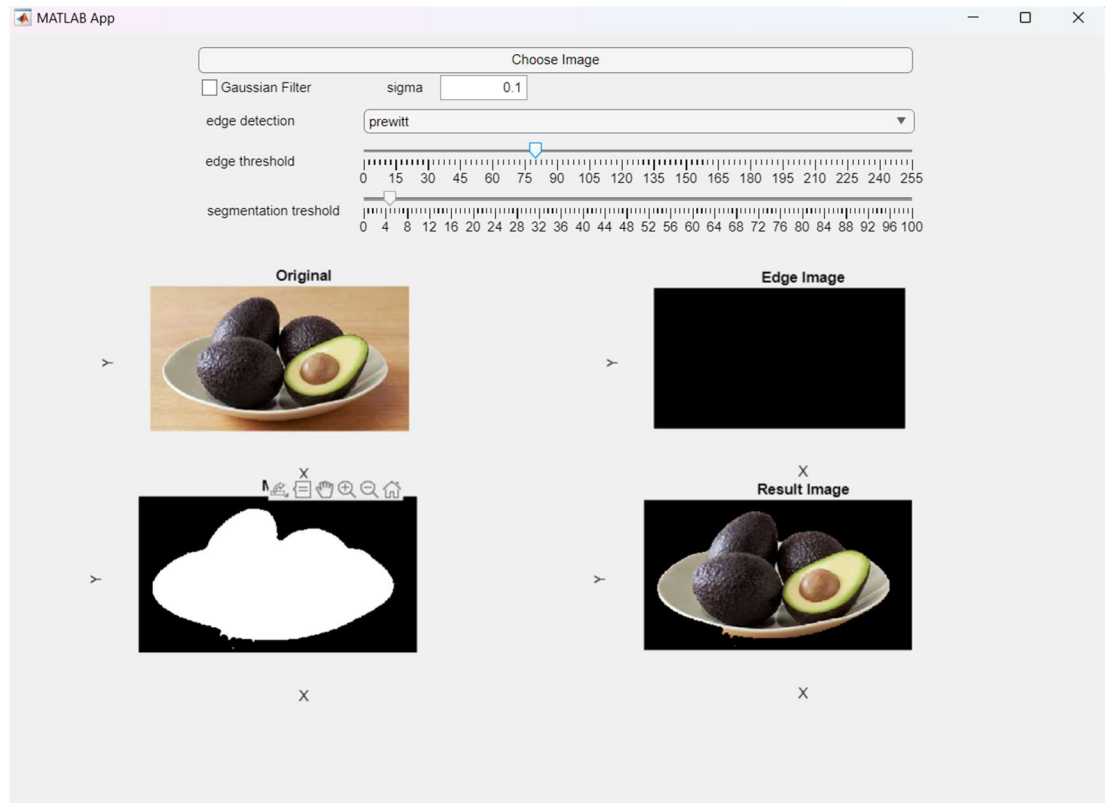 MATLAB App
Choose Image
Gaussian Filter sigma 0.1
edge detection prewitt
edge threshold
0 15 30 45 60 75 90 105 120 135 150 165 180 195 210 225 240 255
segmentation treshold
0 4 8 12 16 20 24 28 32 36 40 44 48 52 56 60 64 68 72 76 80 84 88 92 96 100
Original Edge Image
Y Y
X X
Result Image
Y Y
X X